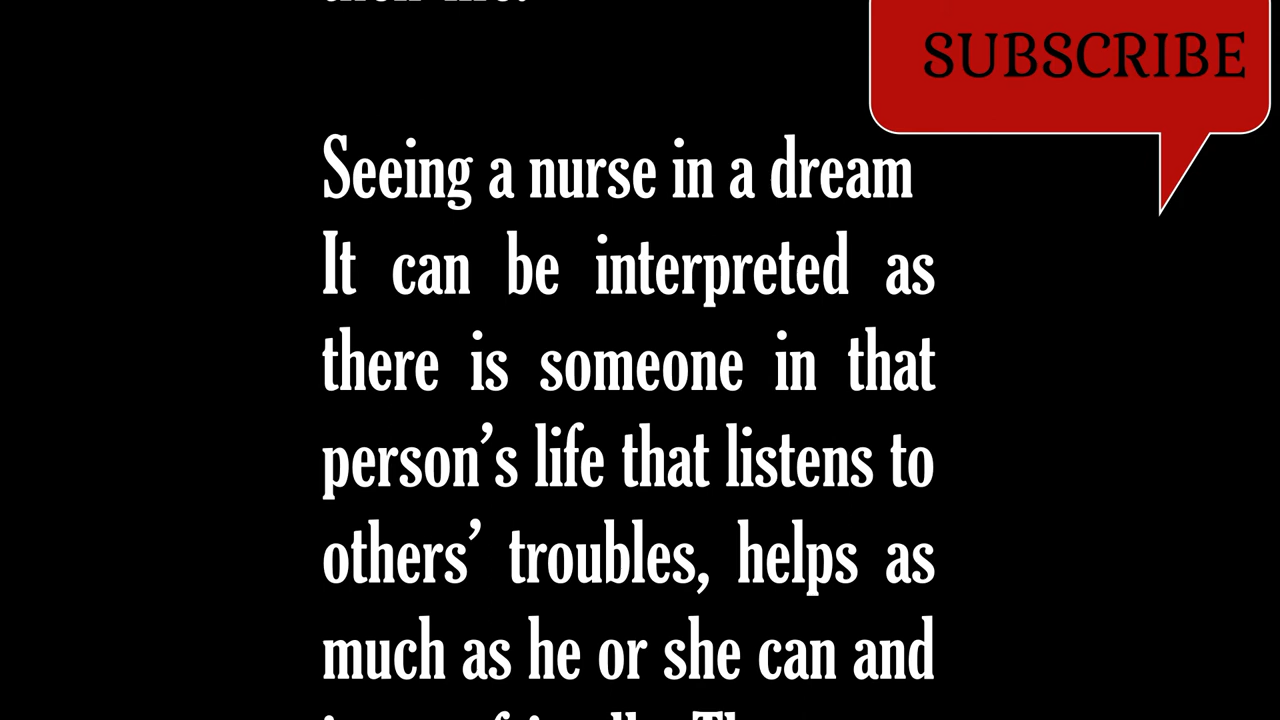 SUBSCRIBE
Seeing a nurse in a dream
It can be interpreted as
there is someone in that
person’s life that listens to
others’ troubles, helps as
much as he or she can and